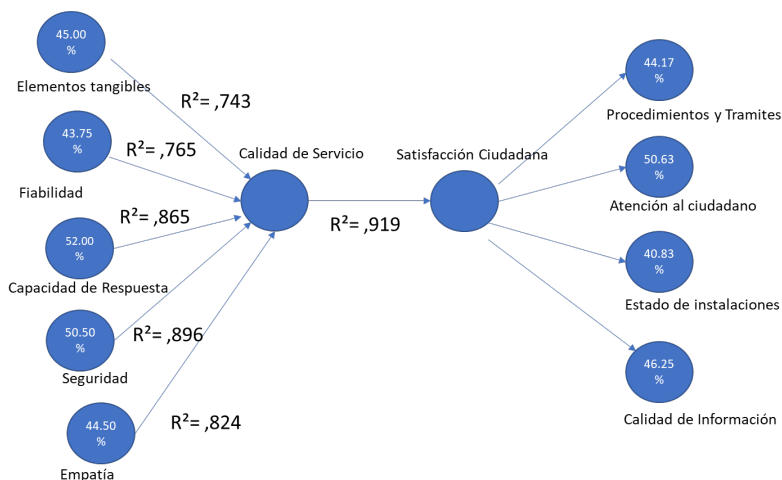 45.00
%
Elementos tangibles
R²= ,743
43.75
%
Fiabilidad
R²= ,765
52.00
%
Capacidad de Respuesta
R²= ,865
50.50
%
Seguridad
R²= ,896
44.50
%
Empatía
R²= ,824
Calidad de Servicio
R²= ,919
Satisfacción Ciudadana
44.17
%
Procedimientos y Tramites
50.63
%
Atención al ciudadano
40.83
%
Estado de instalaciones
46.25
%
Calidad de Información